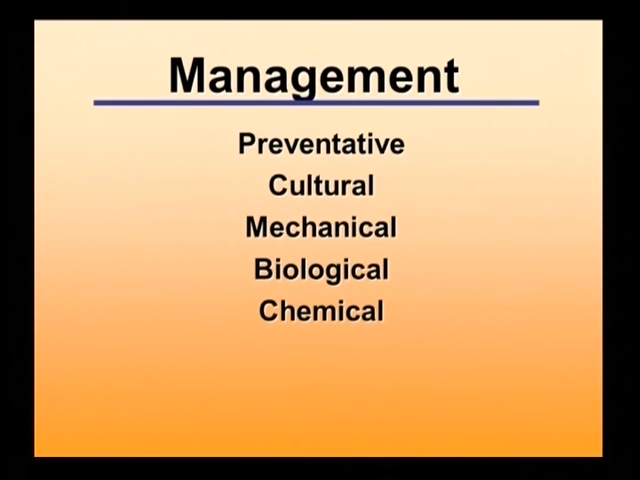 Management
Preventative
Cultural
Mechanical
Biological
Chemical